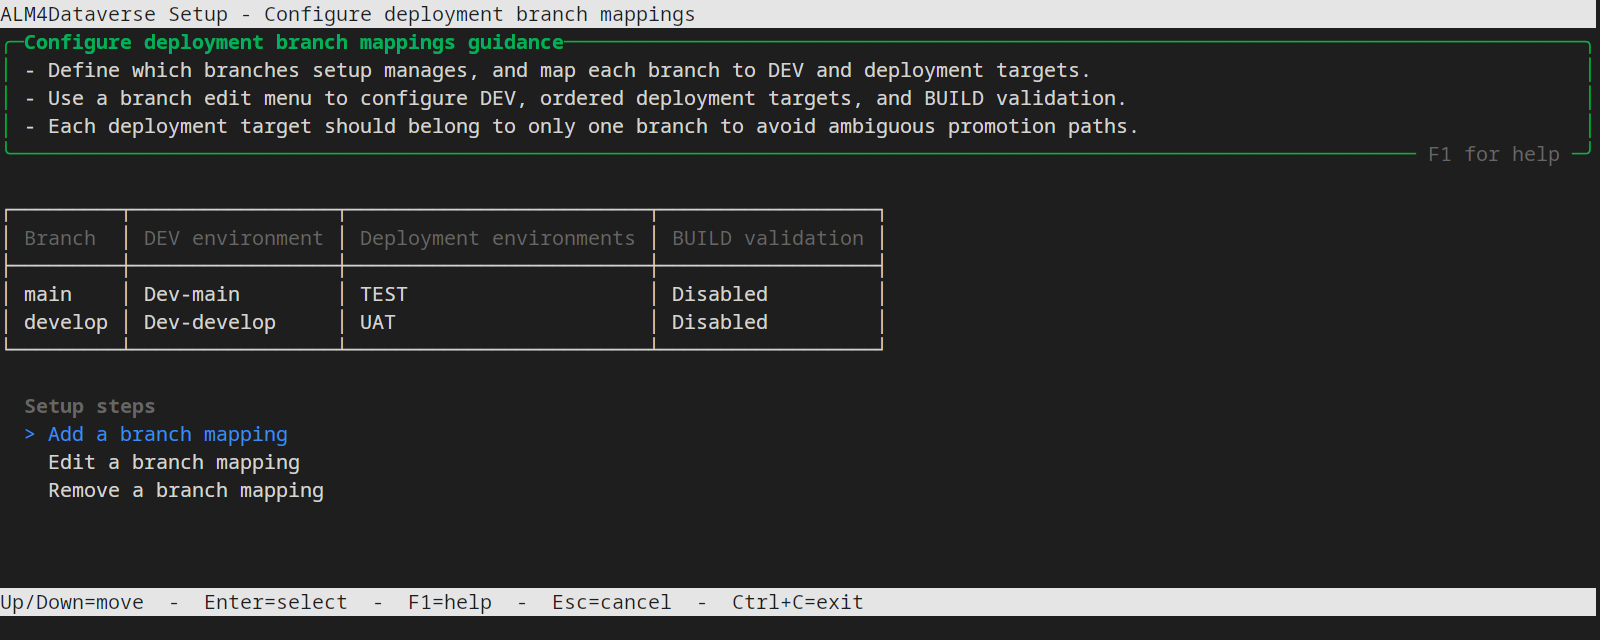 ALM4Dataverse Setup - Configure deployment branch mappings
Configure deployment branch mappings guidance
- Define which branches setup manages, and map each branch to DEV and deployment targets.
- Use a branch edit menu to configure DEV, ordered deployment targets, and BUILD validation.
- Each deployment target should belong to only one branch to avoid ambiguous promotion paths.
F1 for help
Branch DEV environment Deployment environments BUILD validation
main Dev-main TEST Disabled
develop Dev-develop UAT Disabled
Setup steps
> Add a branch mapping
Edit a branch mapping
Remove a branch mapping
Up/Down=move - Enter=select - F1=help - Esc=cancel - Ctrl+C=exit